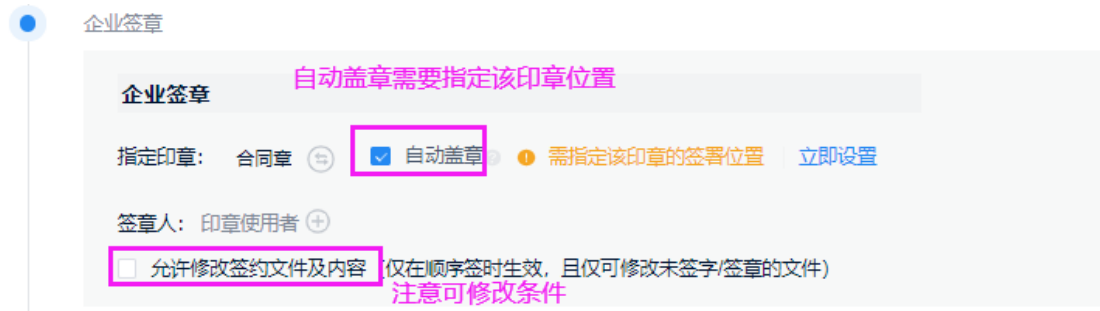 企业签章
自动盖章需要指定该印章位置
企业签章
指定印章： 合同章 自动盖章 需指定该印章的签署位置 立即设置
签章人： 印章使用者
允许修改签约文件及内容 (仅在顺序签时生效，且仅可修改未签字/签章的文件)
注意可修改条件